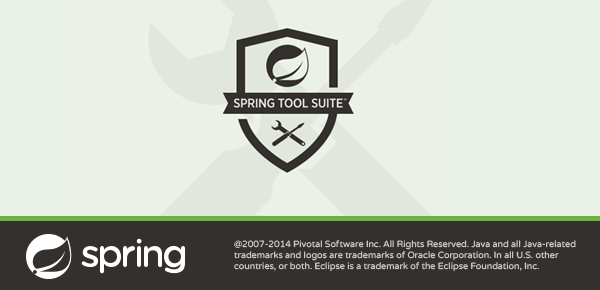 SPRING TOOL SUITE™
spring
@2007-2014 Pivotal Software Inc. All Rights Reserved. Java and all Java-related
trademarks and logos are trademarks of Oracle Corporation. In all U.S. other
countries, or both. Eclipse is a trademark of the Eclipse Foundation, Inc.